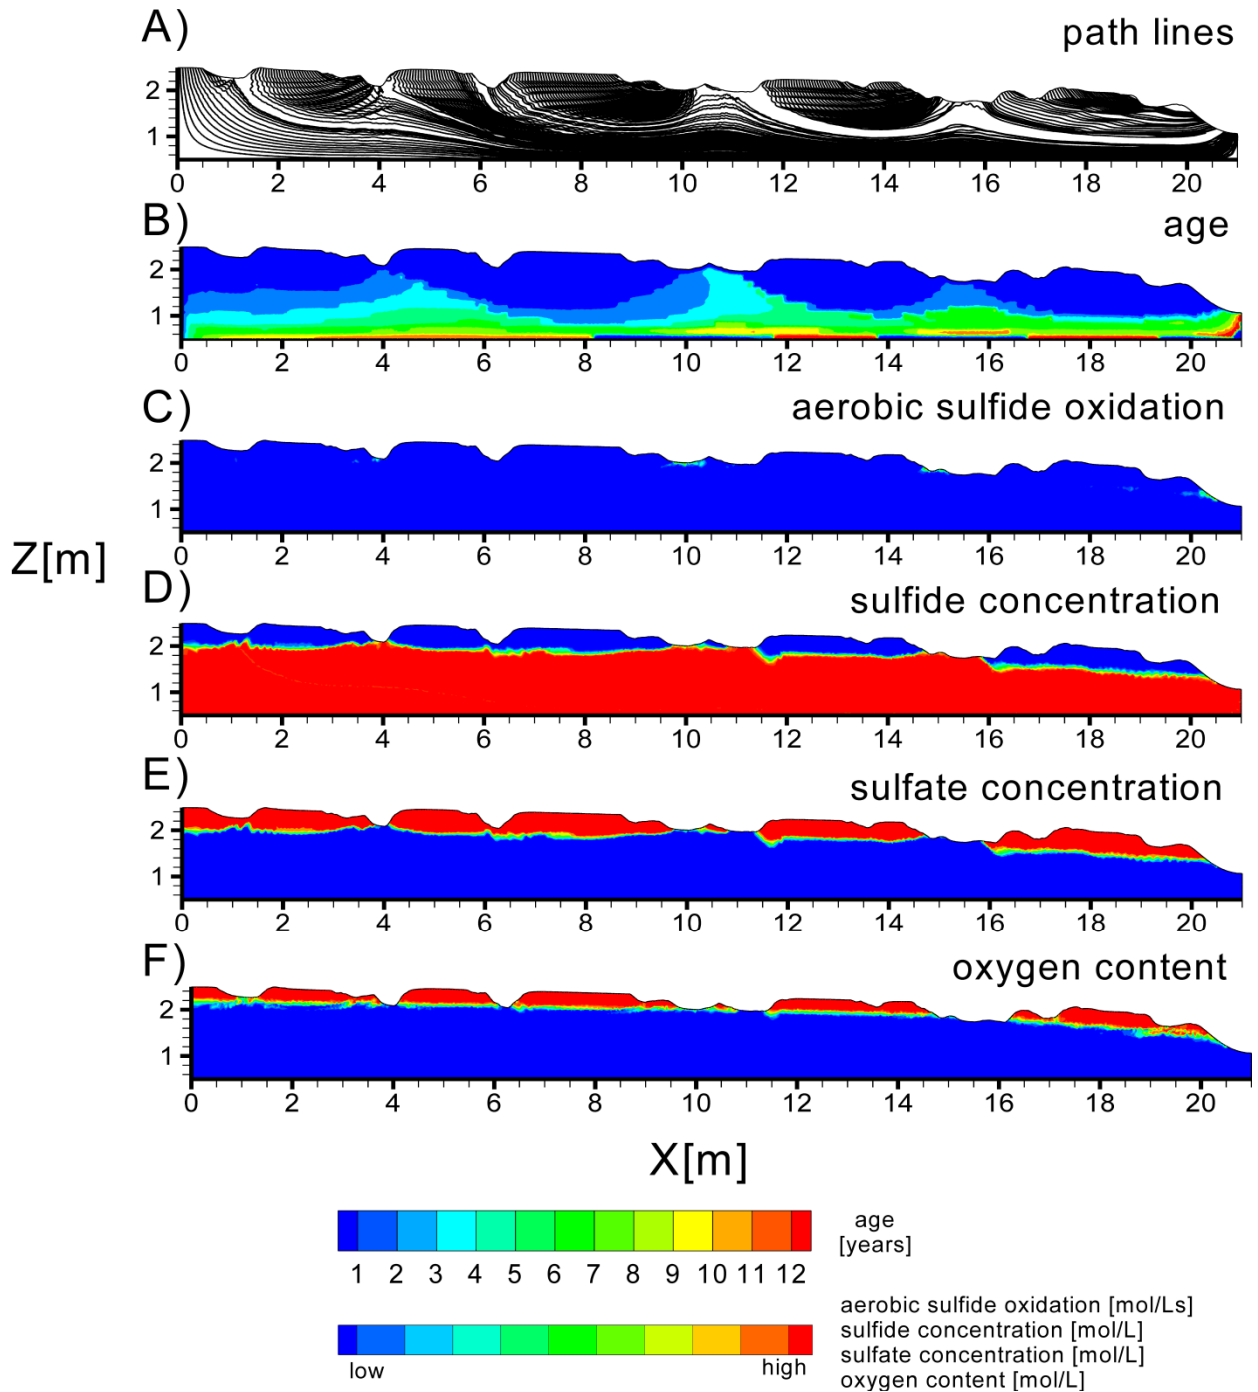 A)
path lines
2
1
0 2 4 6 8 10 12 14 16 18 20
B)
age
2
1
0 2 4 6 8 10 12 14 16 18 20
C)
aerobic sulfide oxidation
2
1
0 2 4 6 8 10 12 14 16 18 20
Z[m]
D)
sulfide concentration
2
1
0 2 4 6 8 10 12 14 16 18 20
E)
sulfate concentration
2
1
0 2 4 6 8 10 12 14 16 18 20
F)
oxygen content
2
1
0 2 4 6 8 10 12 14 16 18 20
X[m]
age
[years]
1 2 3 4 5 6 7 8 9 10 11 12
aerobic sulfide oxidation [mol/Ls]
sulfide concentration [mol/L]
sulfate concentration [mol/L]
oxygen content [mol/L]
low high